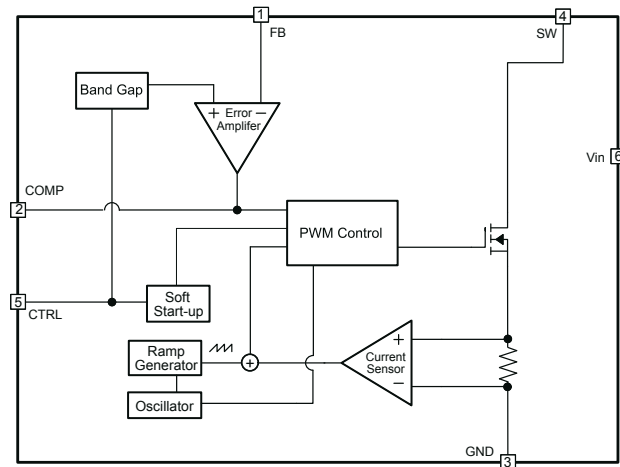 1
FB
4
SW
Band Gap
+ Error −
Amplifer
Vin 6
COMP
2
PWM Control
5
CTRL
Soft
Start-up
Ramp
Generator
+
+
Current
Sensor
−
Oscillator
GND
3